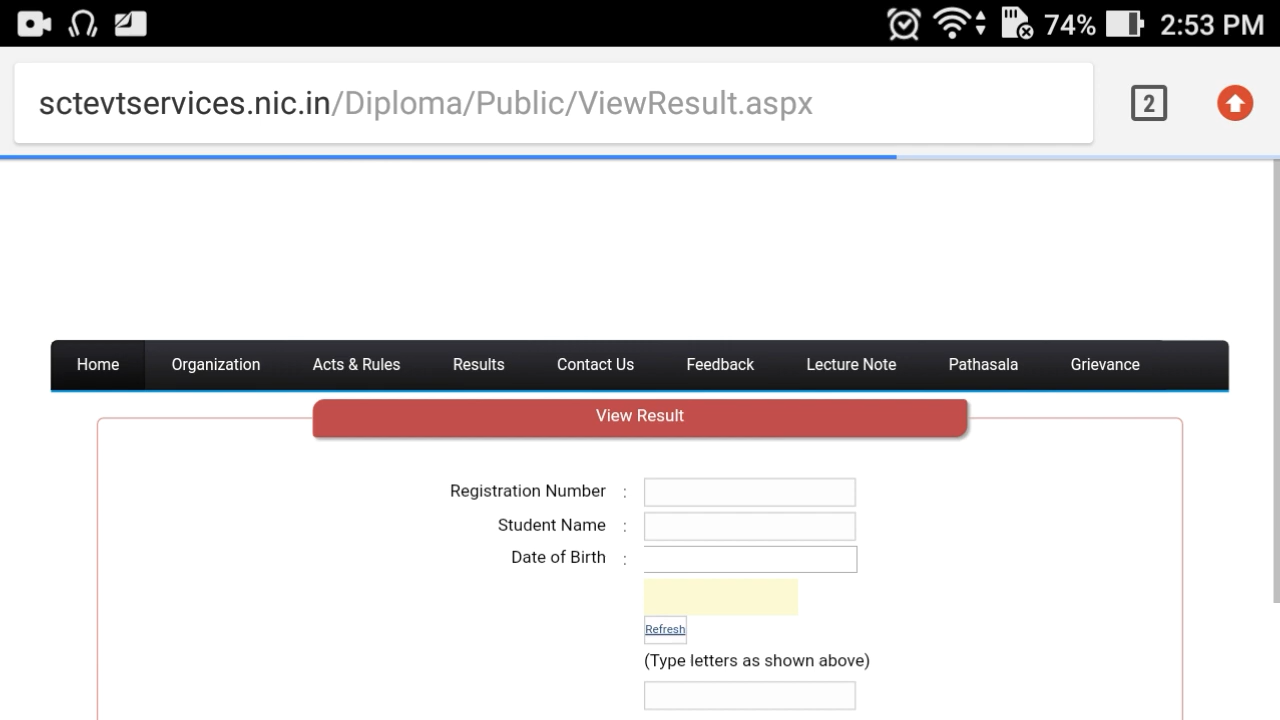 74% 2:53 PM
sctevtservices.nic.in/Diploma/Public/ViewResult.aspx 2
Home Organization Acts & Rules Results Contact Us Feedback Lecture Note Pathasala Grievance
View Result
Registration Number :
Student Name :
Date of Birth :
Refresh
(Type letters as shown above)